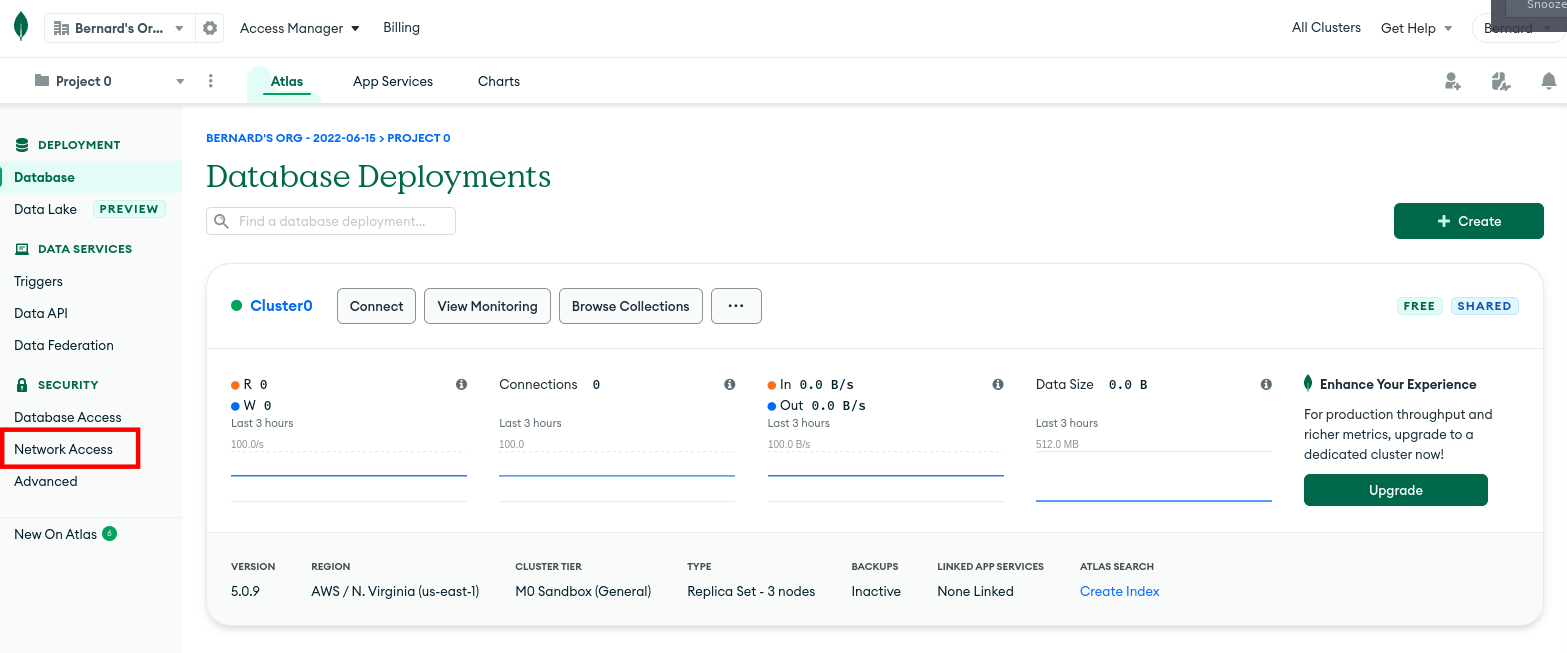 Bernard's Or...
Access Manager
Billing
All Clusters
Get Help
Bernard
Snooze
Project 0
Atlas
App Services
Charts
DEPLOYMENT
Database
Data Lake PREVIEW
DATA SERVICES
Triggers
Data API
Data Federation
SECURITY
Database Access
Network Access
Advanced
New On Atlas 6
BERNARD'S ORG - 2022-06-15 > PROJECT 0
Database Deployments
Find a database deployment...
+ Create
Cluster0
Connect
View Monitoring
Browse Collections
...
FREE
SHARED
R 0
W 0
Last 3 hours
100.0/s
Connections 0
Last 3 hours
100.0
In 0.0 B/s
Out 0.0 B/s
Last 3 hours
100.0 B/s
Data Size 0.0 B
Last 3 hours
512.0 MB
Enhance Your Experience
For production throughput and
richer metrics, upgrade to a
dedicated cluster now!
Upgrade
VERSION
5.0.9
REGION
AWS / N. Virginia (us-east-1)
CLUSTER TIER
M0 Sandbox (General)
TYPE
Replica Set - 3 nodes
BACKUPS
Inactive
LINKED APP SERVICES
None Linked
ATLAS SEARCH
Create Index